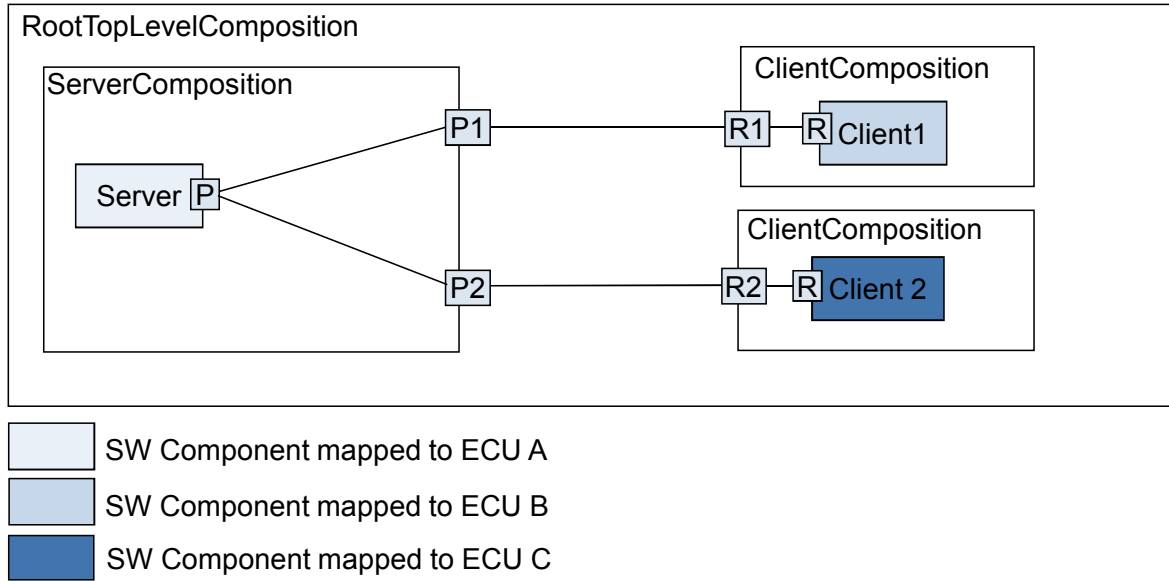 RootTopLevelComposition
ServerComposition
ClientComposition
P1
R1
R
Client1
Server
P
ClientComposition
P2
R2
R
Client 2
SW Component mapped to ECU A
SW Component mapped to ECU B
SW Component mapped to ECU C